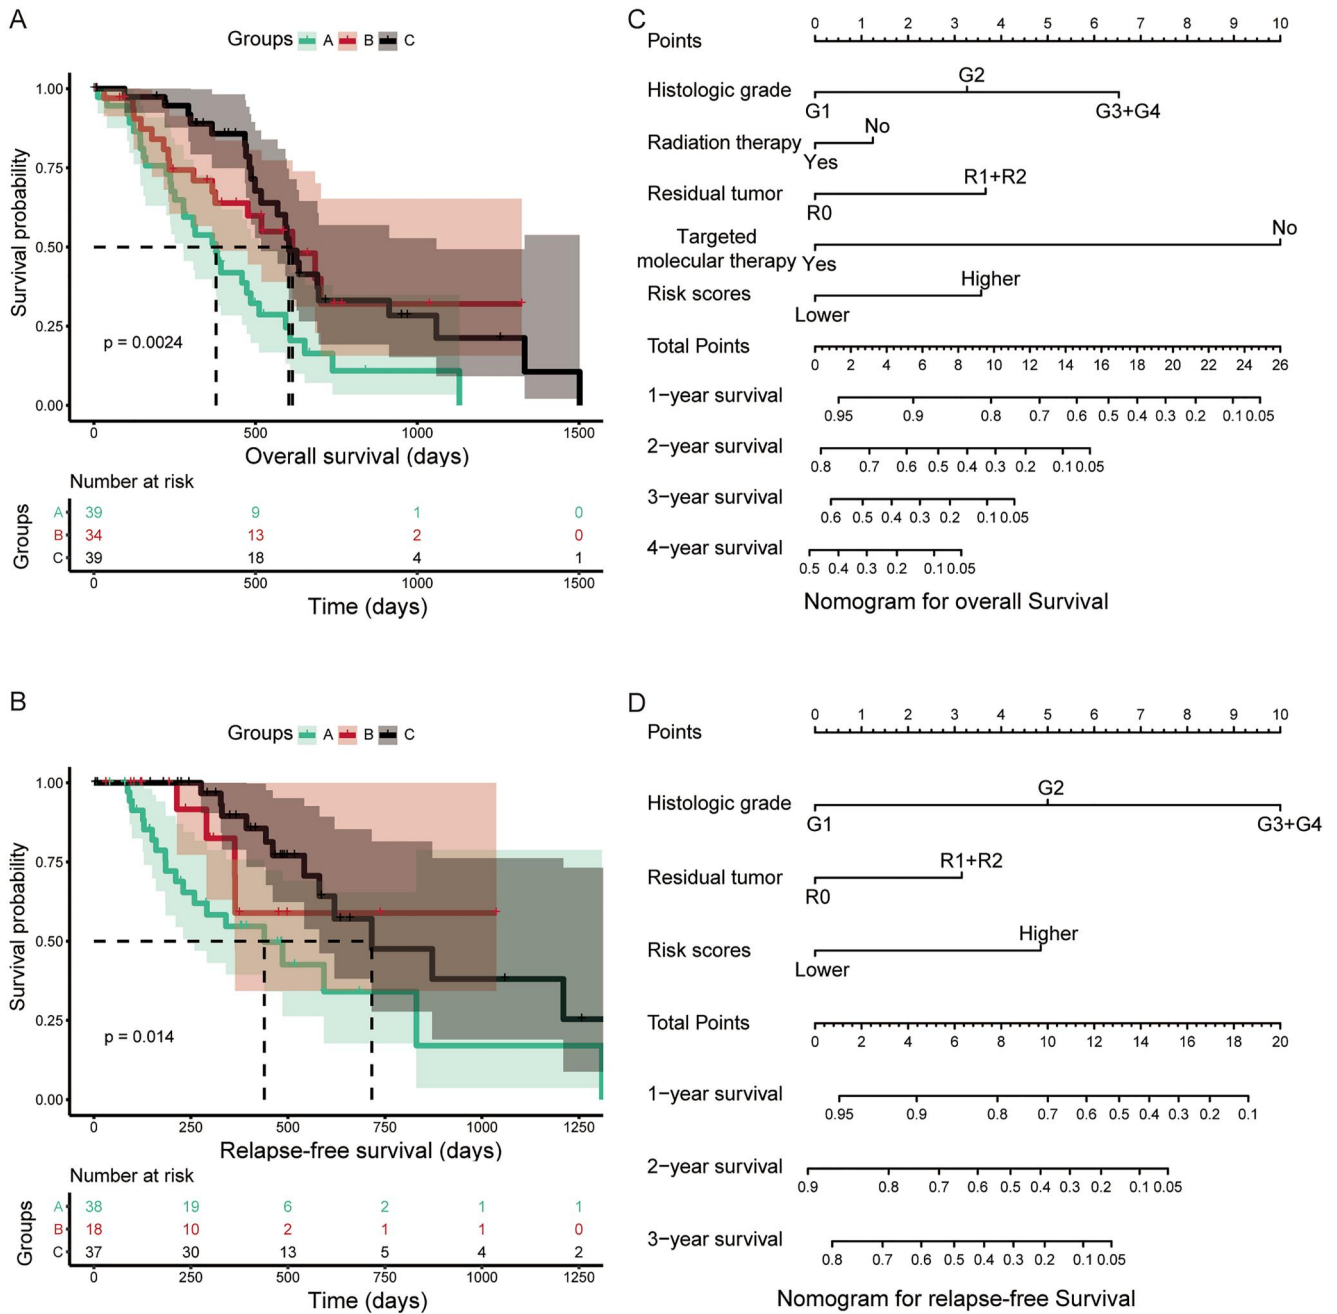 A
Groups A B C
1.00
0.75
0.50
0.25
0.00
Survival probability
p = 0.0024
0 500 1000 1500
Overall survival (days)
Number at risk
Groups
A 39 9 1 0
B 34 13 2 0
C 39 18 4 1
0 500 1000 1500
Time (days)
C
Points
0 1 2 3 4 5 6 7 8 9 10
Histologic grade
G2
G1 G3+G4
Radiation therapy
No
Yes
Residual tumor
R1+R2
R0
Targeted
molecular therapy
No
Yes
Risk scores
Higher
Lower
Total Points
0 2 4 6 8 10 12 14 16 18 20 22 24 26
1−year survival
0.95 0.9 0.8 0.7 0.6 0.5 0.4 0.3 0.2 0.1 0.05
2−year survival
0.8 0.7 0.6 0.5 0.4 0.3 0.2 0.1 0.05
3−year survival
0.6 0.5 0.4 0.3 0.2 0.1 0.05
4−year survival
0.5 0.4 0.3 0.2 0.1 0.05
Nomogram for overall Survival
B
Groups A B C
1.00
0.75
0.50
0.25
0.00
Survival probability
p = 0.014
0 250 500 750 1000 1250
Relapse-free survival (days)
Number at risk
Groups
A 38 19 6 2 1 1
B 18 10 2 1 1 0
C 37 30 13 5 4 2
0 250 500 750 1000 1250
Time (days)
D
Points
0 1 2 3 4 5 6 7 8 9 10
Histologic grade
G2
G1 G3+G4
Residual tumor
R1+R2
R0
Risk scores
Higher
Lower
Total Points
0 2 4 6 8 10 12 14 16 18 20
1−year survival
0.95 0.9 0.8 0.7 0.6 0.5 0.4 0.3 0.2 0.1
2−year survival
0.9 0.8 0.7 0.6 0.5 0.4 0.3 0.2 0.1 0.05
3−year survival
0.8 0.7 0.6 0.5 0.4 0.3 0.2 0.1 0.05
Nomogram for relapse-free Survival